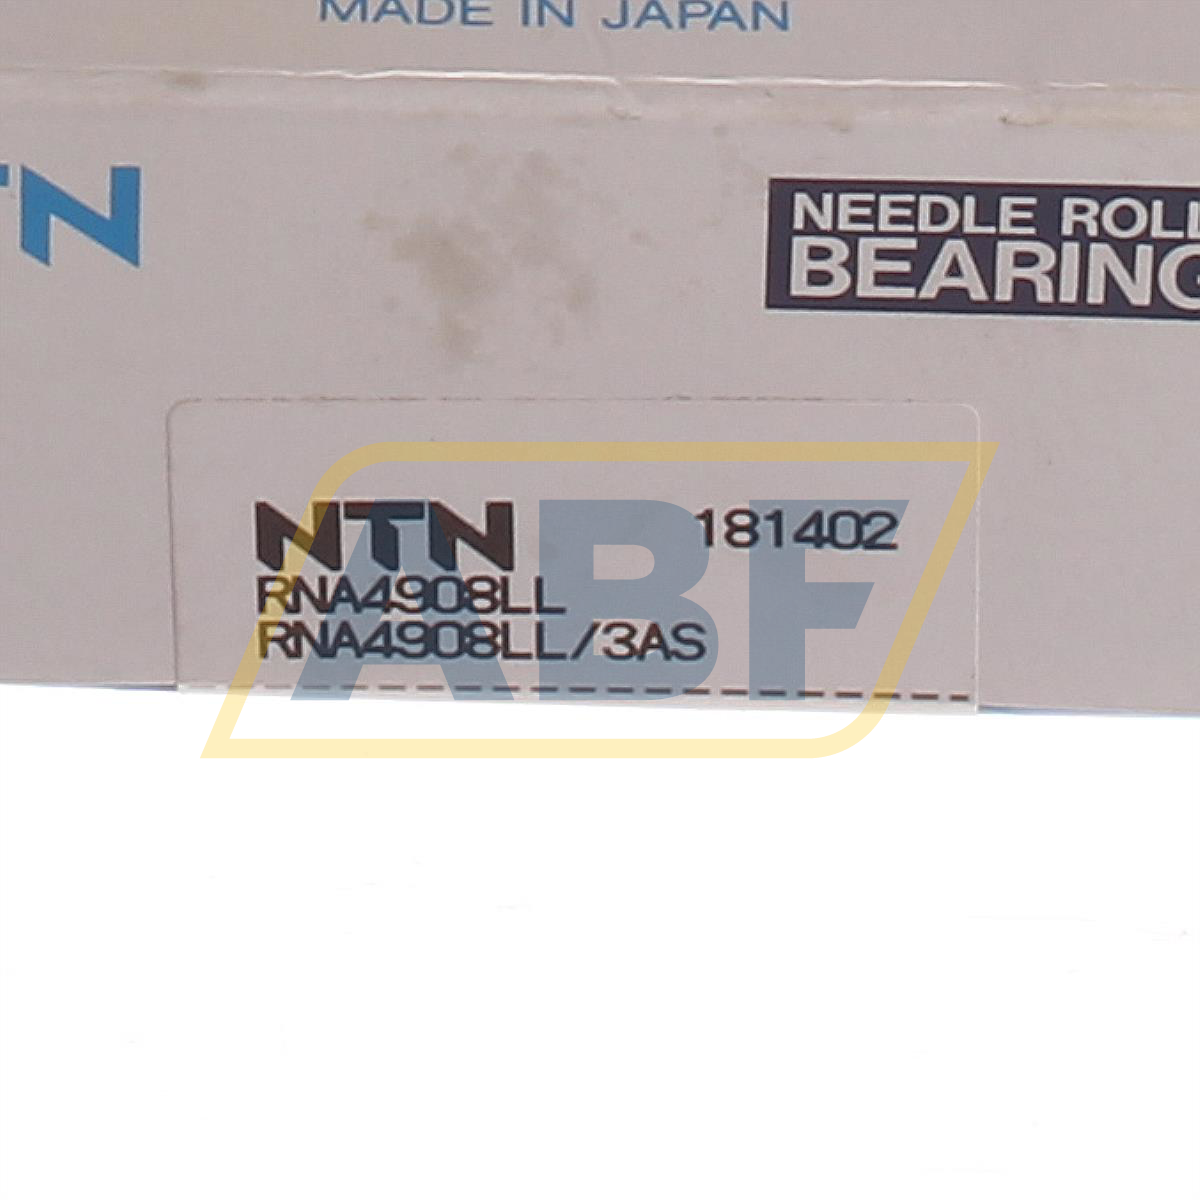 MADE IN JAPAN
TN
NEEDLE ROLL
BEARING
NTN 181402
RNA4908LL
RNA4908LL/3AS
ABF